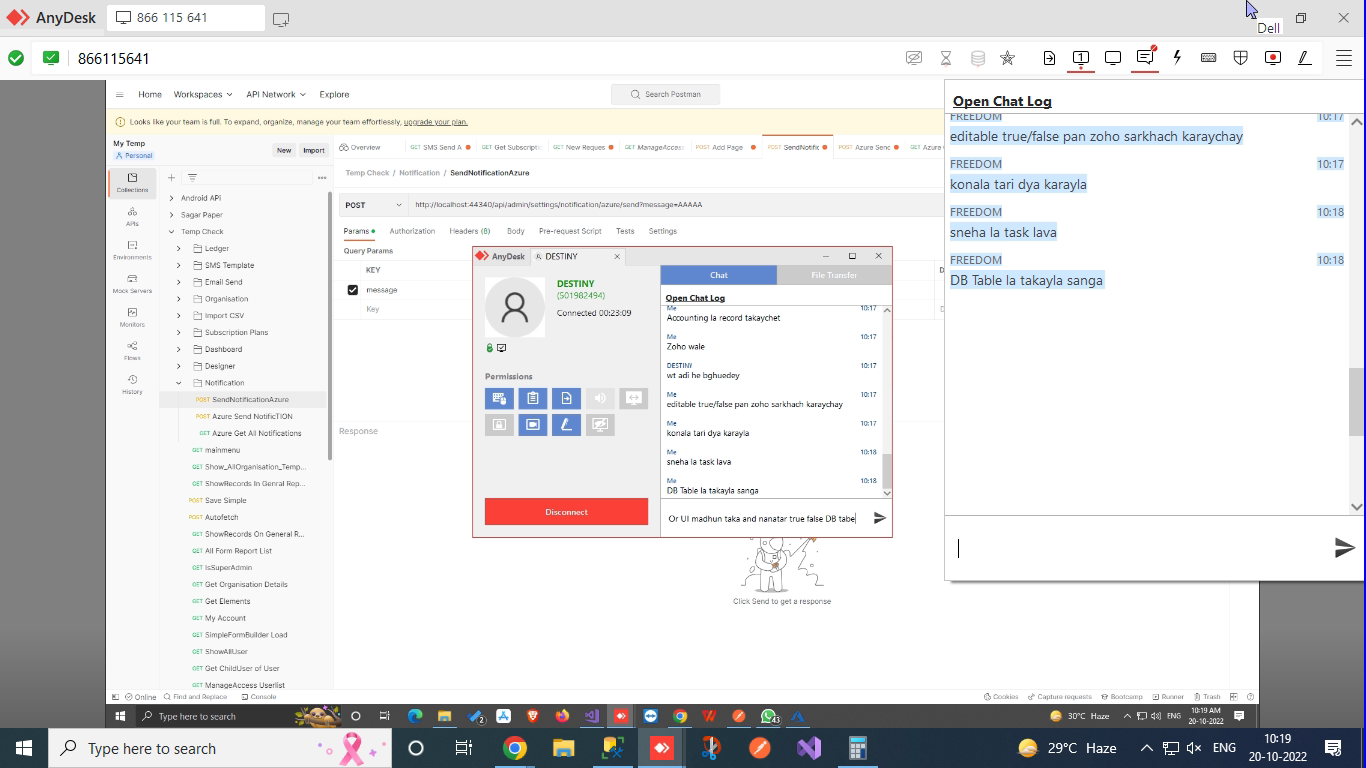 AnyDesk
866 115 641
Dell
866115641
Home
Workspaces
API Network
Explore
Search Postman
Looks like your team is full. To expand, organize, manage your team effortlessly, upgrade your plan.
My Temp
Personal
New
Import
Overview
GET SMS Send A
GET Get Subscripti
GET New Reques
GET ManageAcces
POST Add Page
POST SendNotific
POST Azure Send
GET Azure
Collections
APIs
Environments
Mock Servers
Monitors
Flows
History
Android API
Sagar Paper
Temp Check
Ledger
SMS Template
Email Send
Organisation
Import CSV
Subscription Plans
Dashboard
Designer
Notification
POST SendNotificationAzure
POST Azure Send NotificTION
GET Azure Get All Notifications
GET mainmenu
GET Show_AllOrganisation_Temp...
GET ShowRecords In Genral Rep...
POST Save Simple
POST Autofetch
GET ShowRecords On General R...
GET All Form Report List
GET IsSuperAdmin
GET Get Organisation Details
GET Get Elements
GET My Account
GET SimpleFormBuilder Load
GET ShowAllUser
GET Get ChildUser of User
GET ManageAccess Userlist
Temp Check / Notification / SendNotificationAzure
POST
http://localhost:44340/api/admin/settings/notification/azure/send?message=AAAAA
Params
Authorization
Headers (8)
Body
Pre-request Script
Tests
Settings
Query Params
KEY
message
Key
Response
Click Send to get a response
AnyDesk
DESTINY
DESTINY
(501982494)
Connected 00:23:09
Permissions
Disconnect
Chat
File Transfer
Open Chat Log
Me 10:17
Accounting la record takaychet
Me 10:17
Zoho wale
DESTINY 10:17
wt adi he bghuedey
Me 10:17
editable true/false pan zoho sarkhach karaychay
Me 10:17
konala tari dya karayla
Me 10:18
sneha la task lava
Me 10:18
DB Table la takayla sanga
Or UI madhun taka and nanatar true false DB tabe
Open Chat Log
FREEDOM 10:17
editable true/false pan zoho sarkhach karaychay
FREEDOM 10:17
konala tari dya karayla
FREEDOM 10:18
sneha la task lava
FREEDOM 10:18
DB Table la takayla sanga
Online
Find and Replace
Console
Cookies
Capture requests
Bootcamp
Runner
Trash
Type here to search
2
43
30°C Haze
ENG
10:19 AM
20-10-2022
Type here to search
29°C Haze
ENG
10:19
20-10-2022